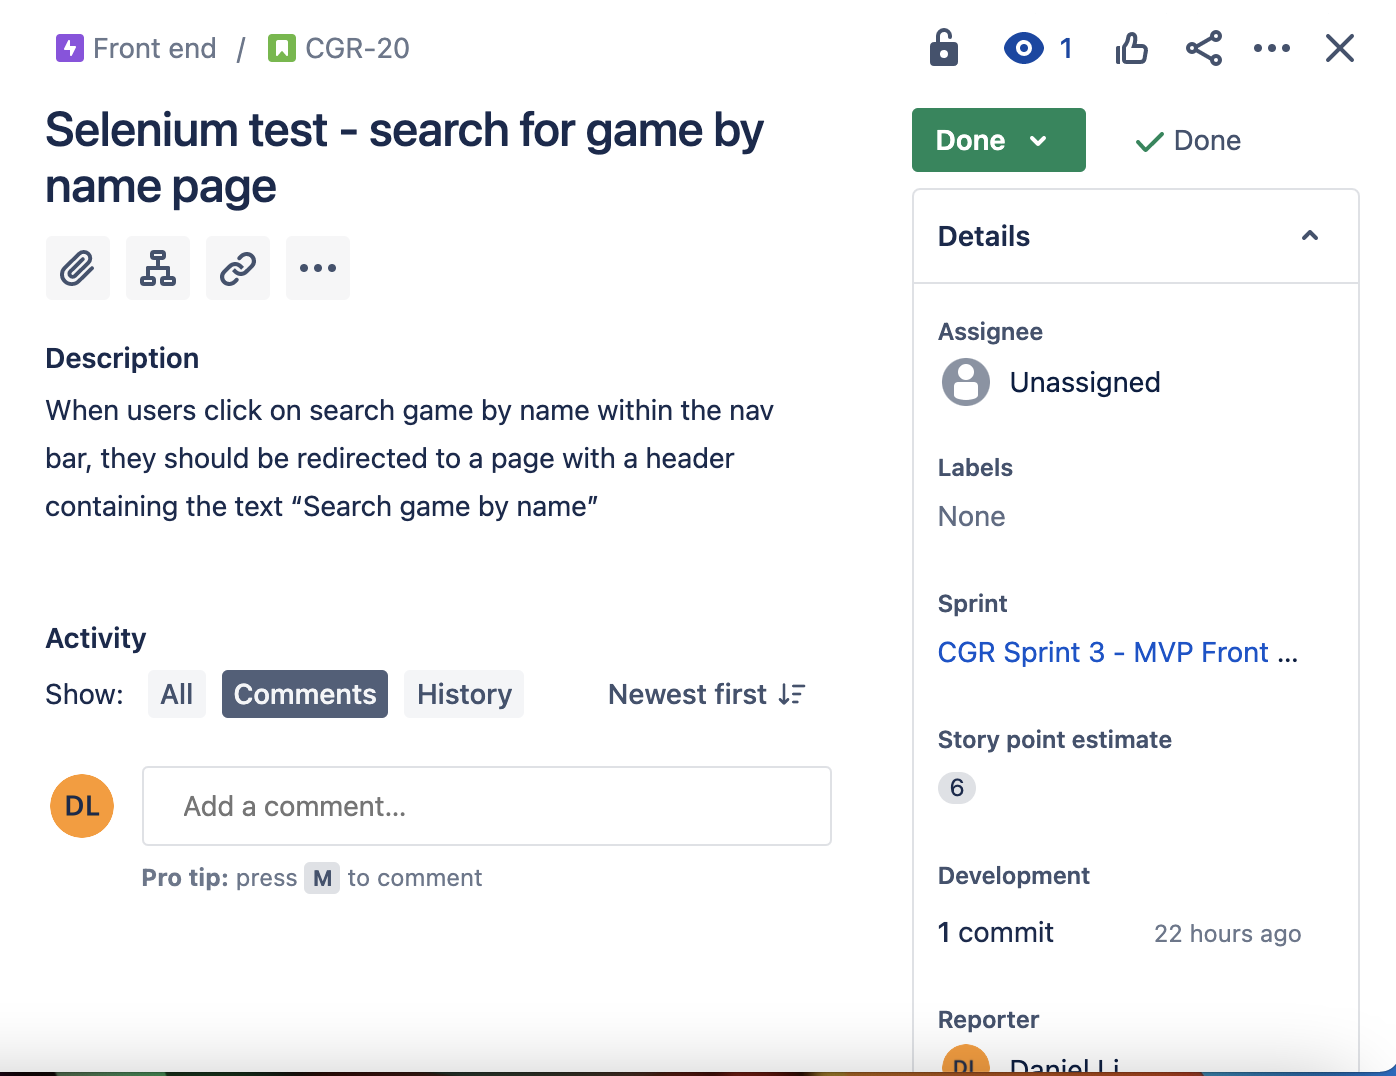 Front end / CGR-20
1
Selenium test - search for game by
name page
Done
Done
Details
Assignee
Unassigned
Labels
None
Sprint
CGR Sprint 3 - MVP Front ...
Story point estimate
6
Development
1 commit
22 hours ago
Reporter
DL
Daniel Li
Description
When users click on search game by name within the nav
bar, they should be redirected to a page with a header
containing the text “Search game by name”
Activity
Show: All Comments History Newest first
DL
Add a comment...
Pro tip: press M to comment